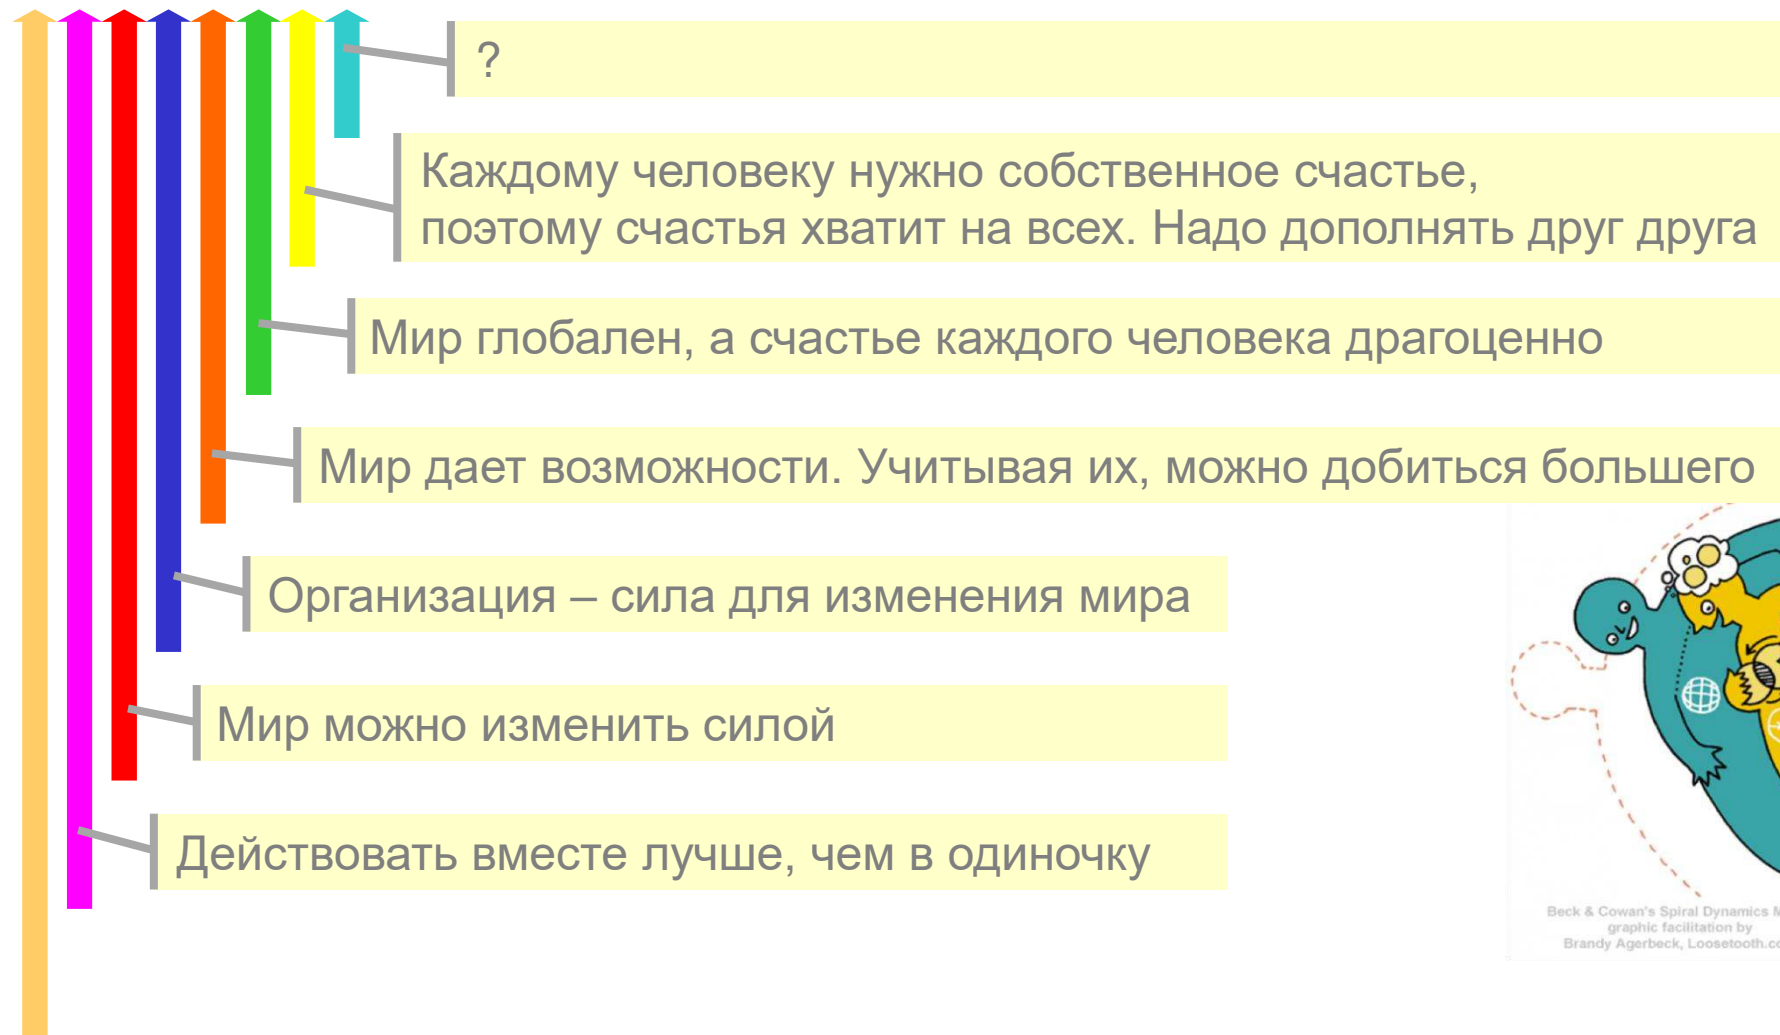 ?
Каждому человеку нужно собственное счастье,
поэтому счастья хватит на всех. Надо дополнять друг друга
Мир глобален, а счастье каждого человека драгоценно
Мир дает возможности. Учитывая их, можно добиться большего
Организация – сила для изменения мира
Мир можно изменить силой
Действовать вместе лучше, чем в одиночку
Beck & Cowan's Spiral Dynamics
graphic facilitation by
Brandy Agerbeck,